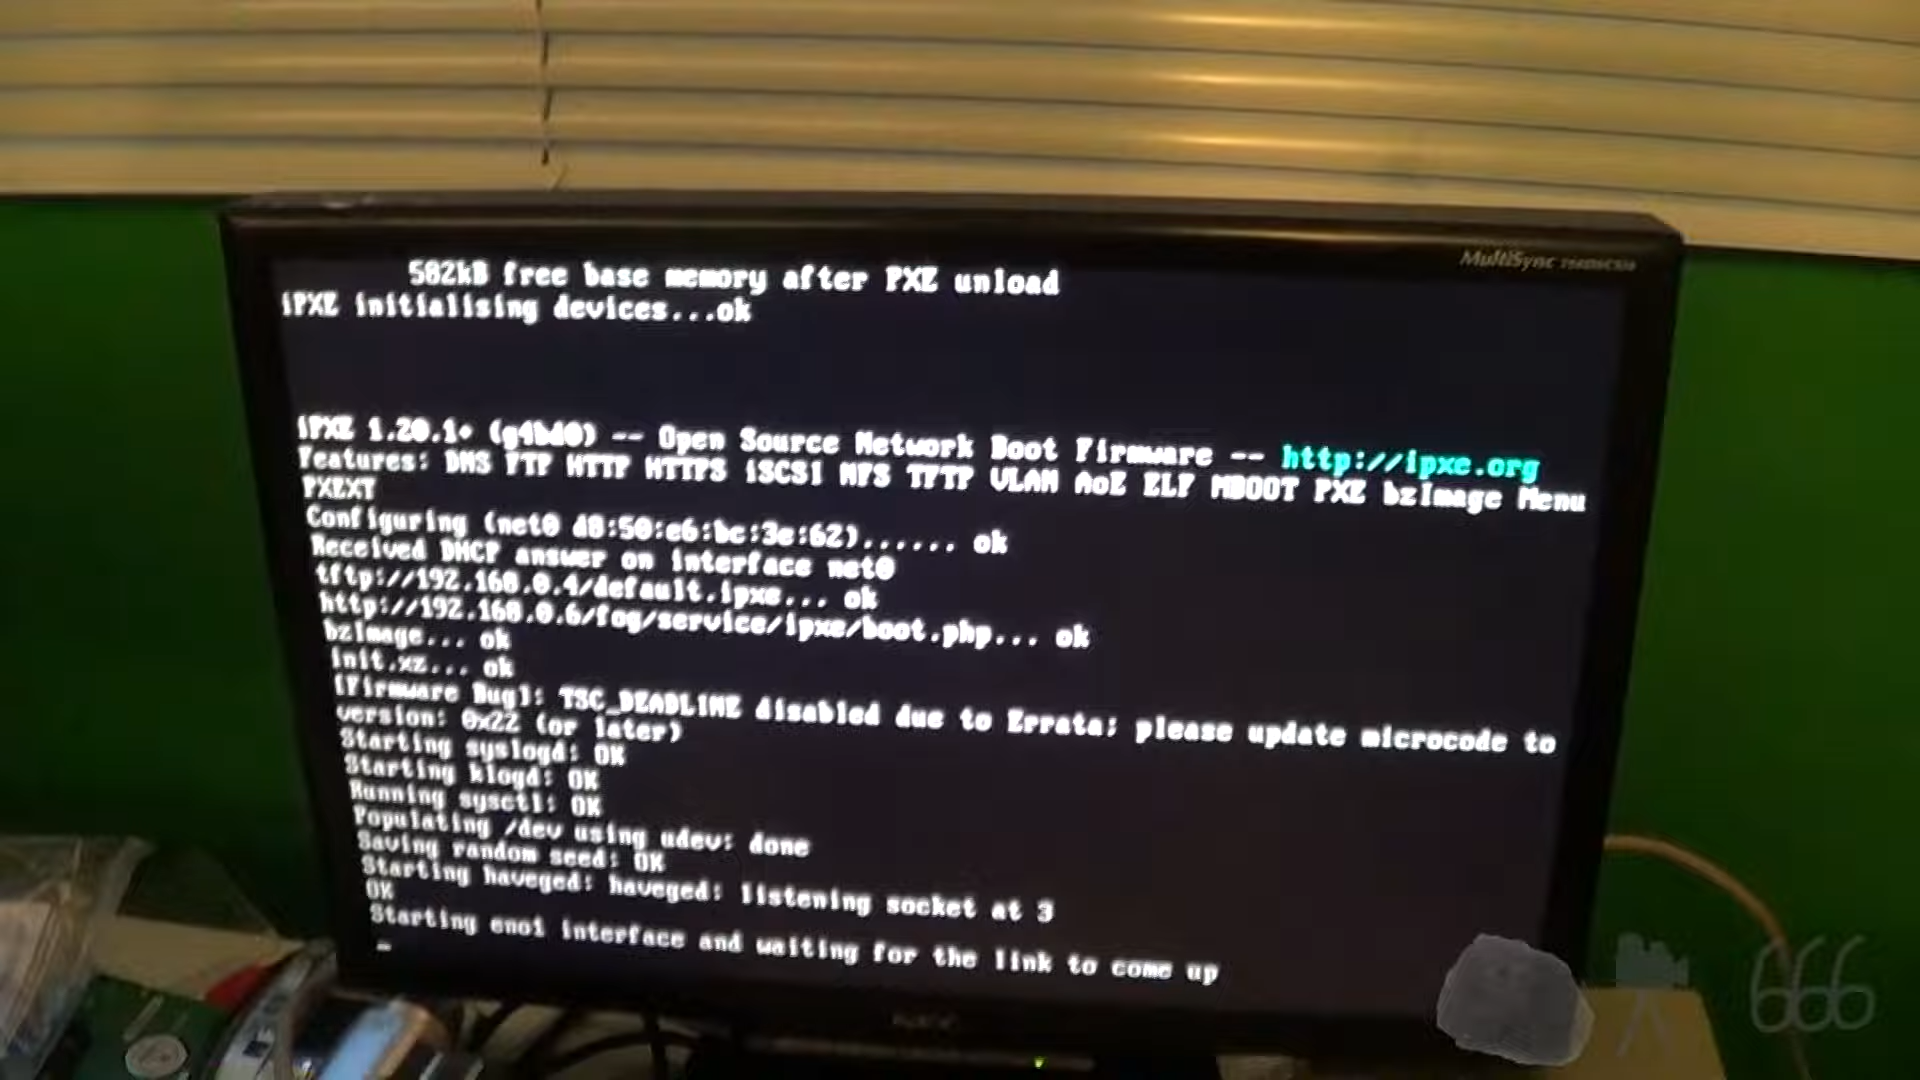 MultiSync
582kB free base memory after PXE unload
iPXE initialising devices...ok
iPXE 1.20.1+ (g4bd0) -- Open Source Network Boot Firmware -- http://ipxe.org
Features: DNS FTP HTTP HTTPS iSCSI NFS TFTP VLAN AoE ELF MBOOT PXE bzImage Menu
PXEXT
Configuring (net0 d8:50:e6:bc:3e:62)...... ok
Received DHCP answer on interface net0
tftp://192.168.0.4/default.ipxe... ok
http://192.168.0.6/fog/service/ipxe/boot.php... ok
bzImage... ok
init.xz... ok
[Firmware Bug]: TSC_DEADLINE disabled due to Errata; please update microcode to
version: 0x22 (or later)
Starting syslogd: OK
Starting klogd: OK
Running sysctl: OK
Populating /dev using udev: done
Saving random seed: OK
Starting haveged: haveged: listening socket at 3
OK
Starting eno1 interface and waiting for the link to come up
_
NEC
666